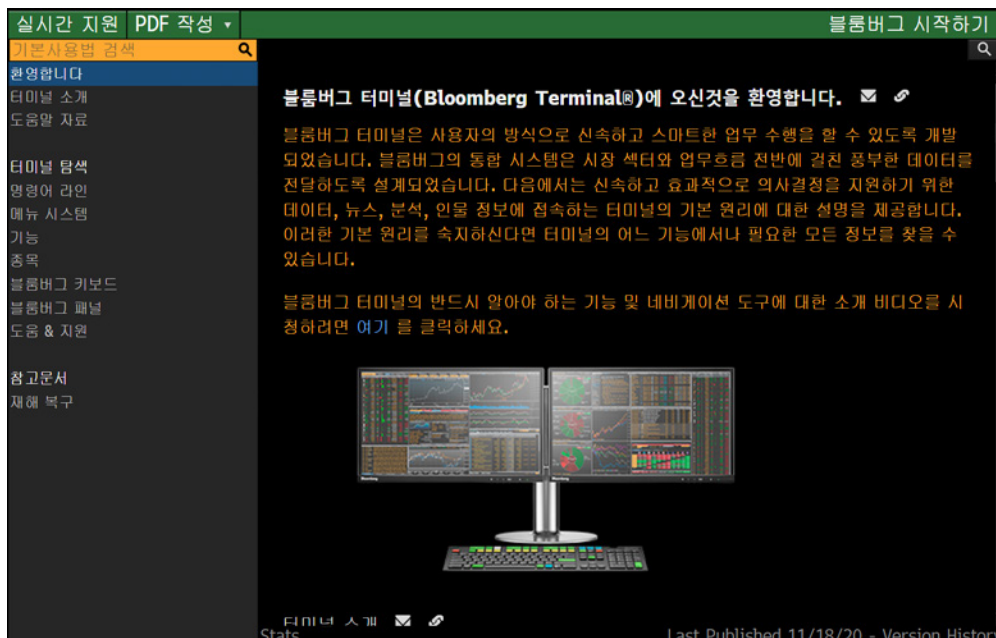 실시간 지원 PDF 작성 블룸버그 시작하기
기본사용법 검색
환영합니다
터미널 소개
도움말 자료
터미널 탐색
명령어 라인
메뉴 시스템
기능
종목
블룸버그 키보드
블룸버그 패널
도움 & 지원
참고문서
재해 복구
블룸버그 터미널(Bloomberg Terminal®)에 오신것을 환영합니다.
블룸버그 터미널은 사용자의 방식으로 신속하고 스마트한 업무 수행을 할 수 있도록 개발
되었습니다. 블룸버그의 통합 시스템은 시장 섹터와 업무흐름 전반에 걸친 풍부한 데이터를
전달하도록 설계되었습니다. 다음에서는 신속하고 효과적으로 의사결정을 지원하기 위한
데이터, 뉴스, 분석, 인물 정보에 접속하는 터미널의 기본 원리에 대한 설명을 제공합니다.
이러한 기본 원리를 숙지하신다면 터미널의 어느 기능에서나 필요한 모든 정보를 찾을 수
있습니다.
블룸버그 터미널의 반드시 알아야 하는 기능 및 네비게이션 도구에 대한 소개 비디오를 시
청하려면 여기 를 클릭하세요.
터미널 소개
Stats Last Published 11/18/20 - Version Histor